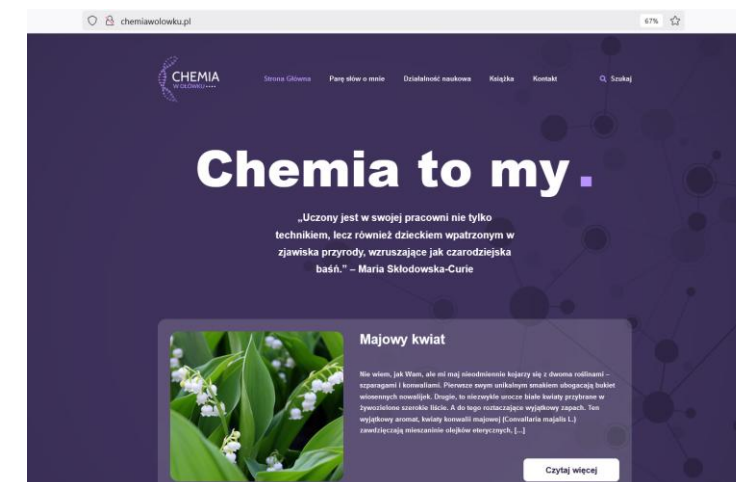 chemiawolowku.pl
67%
CHEMIA
W OŁÓWKU
Strona Główna
Parę słów o mnie
Działalność naukowa
Książka
Kontakt
Szukaj
Chemia to my.
„Uczony jest w swojej pracowni nie tylko
technikiem, lecz również dzieckiem wpatrzonym w
zjawiska przyrody, wzruszające jak czarodziejska
baśń.” – Maria Skłodowska-Curie
Majowy kwiat
Nie wiem, jak Wam, ale mi maj nieodmiennie kojarzy się z dwoma roślinami –
szparagami i konwaliami. Pierwsze swym unikalnym smakiem ubogacają bukiet
wiosennych nowalijek. Drugie, to niezwykle urocze białe kwiaty przybrane w
żywozielone szerokie liście. A do tego roztaczające wyjątkowy zapach. Ten
wyjątkowy aromat, kwiaty konwalii majowej (Convallaria majalis L.)
zawdzięczają mieszaninie olejków eterycznych, [...]
Czytaj więcej